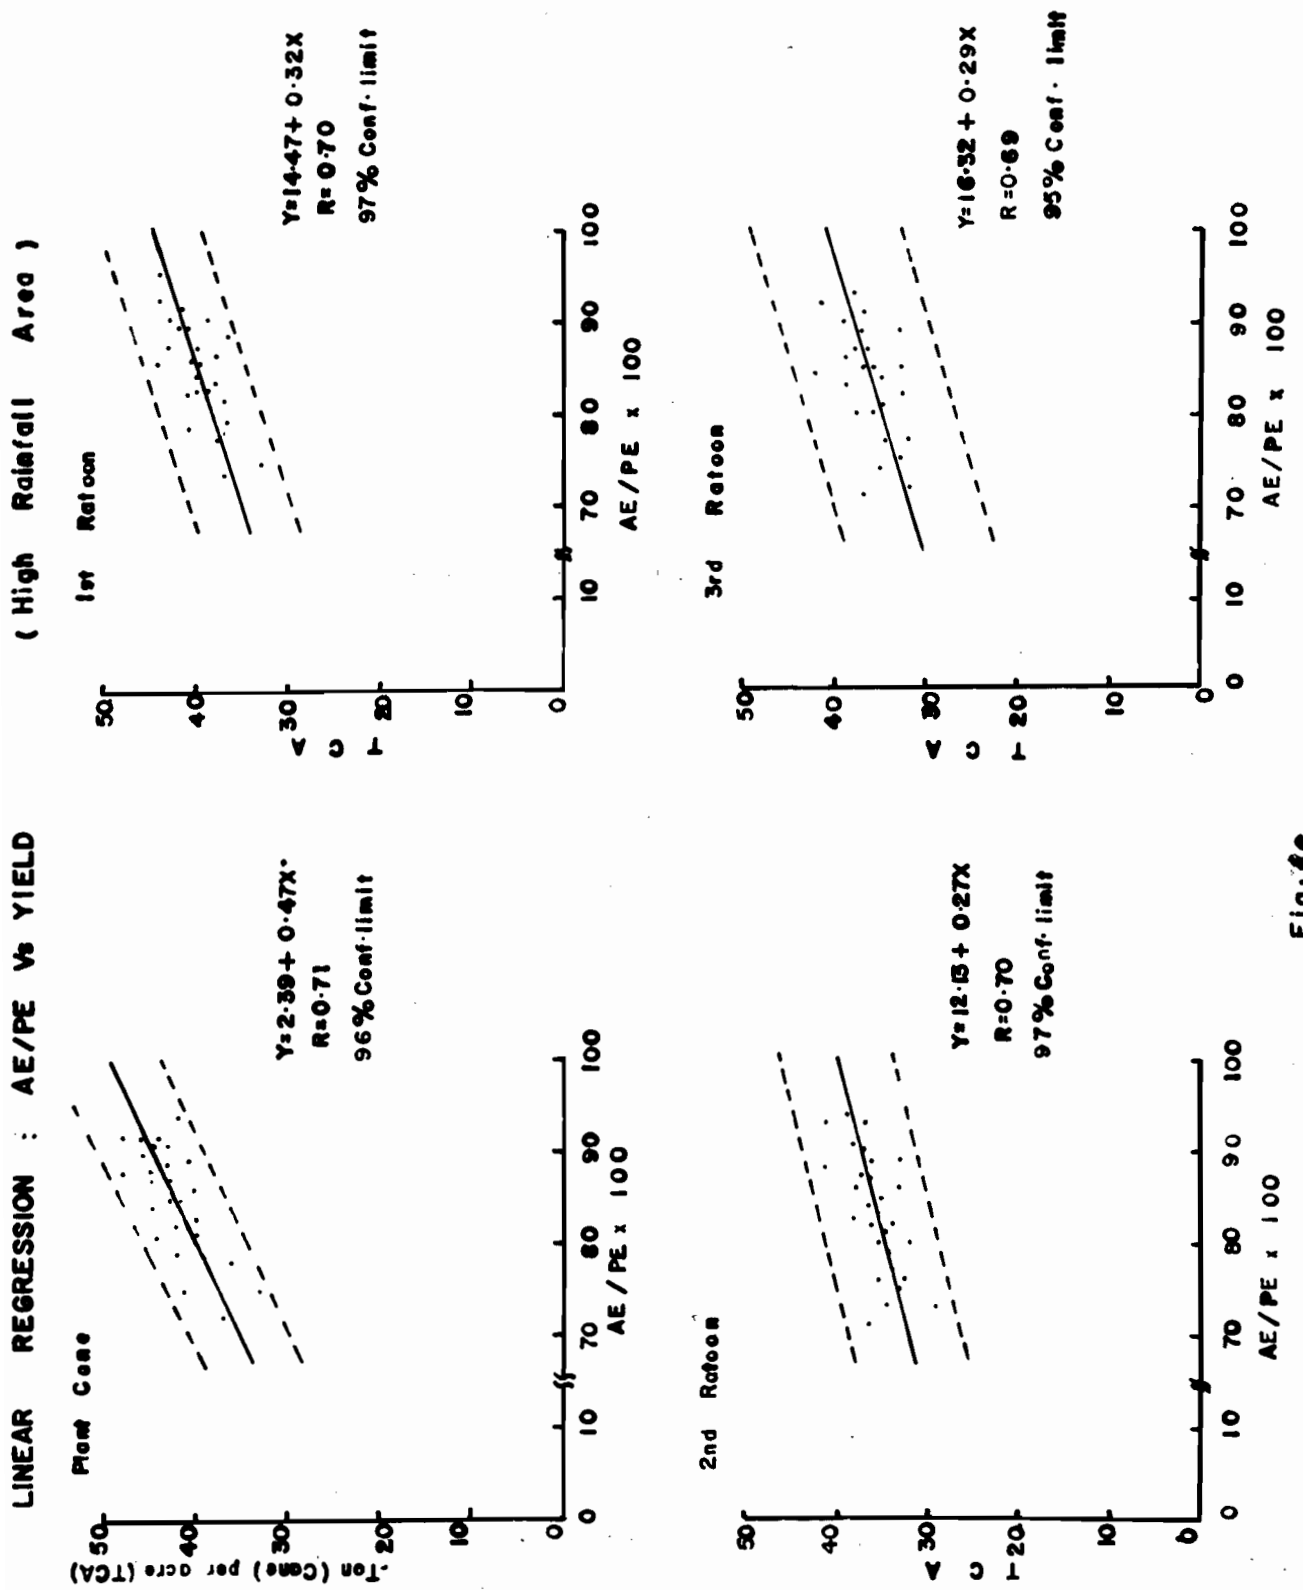 LINEAR REGRESSION : AE/PE Vs YIELD (High Rainfall Area)
Plant Cane
Ton (Cane) per acre (TCA)
50
40
30
20
10
0
0 10 70 80 90 100
AE/PE x 100
Y=2·39+ 0·47X·
R=0·71
96% Conf·limit
1st Ratoon
T C A
50
40
30
20
10
0
10 70 80 90 100
AE/PE x 100
Y=14·47+ 0·32X
R=0·70
97% Conf·limit
2nd Ratoon
T C A
50
40
30
20
10
0
0 10 70 80 90 100
AE/PE x 100
Y=12·13+ 0·27X
R=0·70
97% Conf·limit
3rd Ratoon
T C A
50
40
30
20
10
0
0 10 70 80 90 100
AE/PE x 100
Y=16·32+ 0·29X
R=0·69
95% Conf· limit